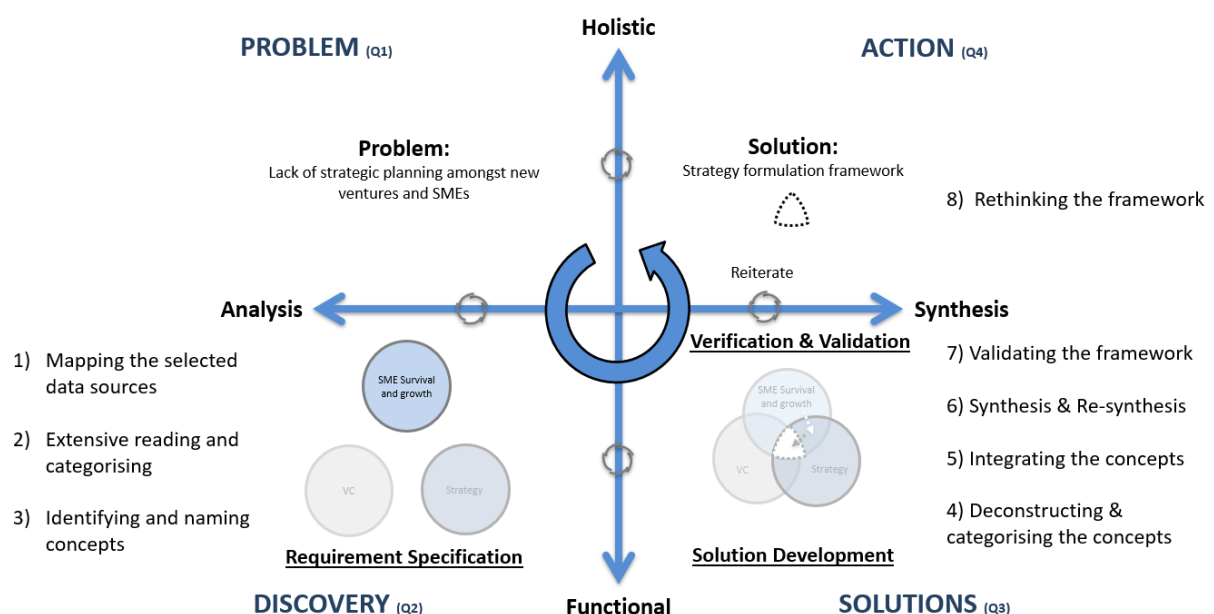 Holistic
PROBLEM (Q1)
ACTION (Q4)
Problem:
Lack of strategic planning amongst new
ventures and SMEs
Solution:
Strategy formulation framework
8) Rethinking the framework
Reiterate
Analysis
Synthesis
1) Mapping the selected
data sources
2) Extensive reading and
categorising
3) Identifying and naming
concepts
SME Survival
and growth
VC
Strategy
Requirement Specification
Verification & Validation
SME Survival
and growth
VC
Strategy
Solution Development
7) Validating the framework
6) Synthesis & Re-synthesis
5) Integrating the concepts
4) Deconstructing &
categorising the concepts
DISCOVERY (Q2)
Functional
SOLUTIONS (Q3)